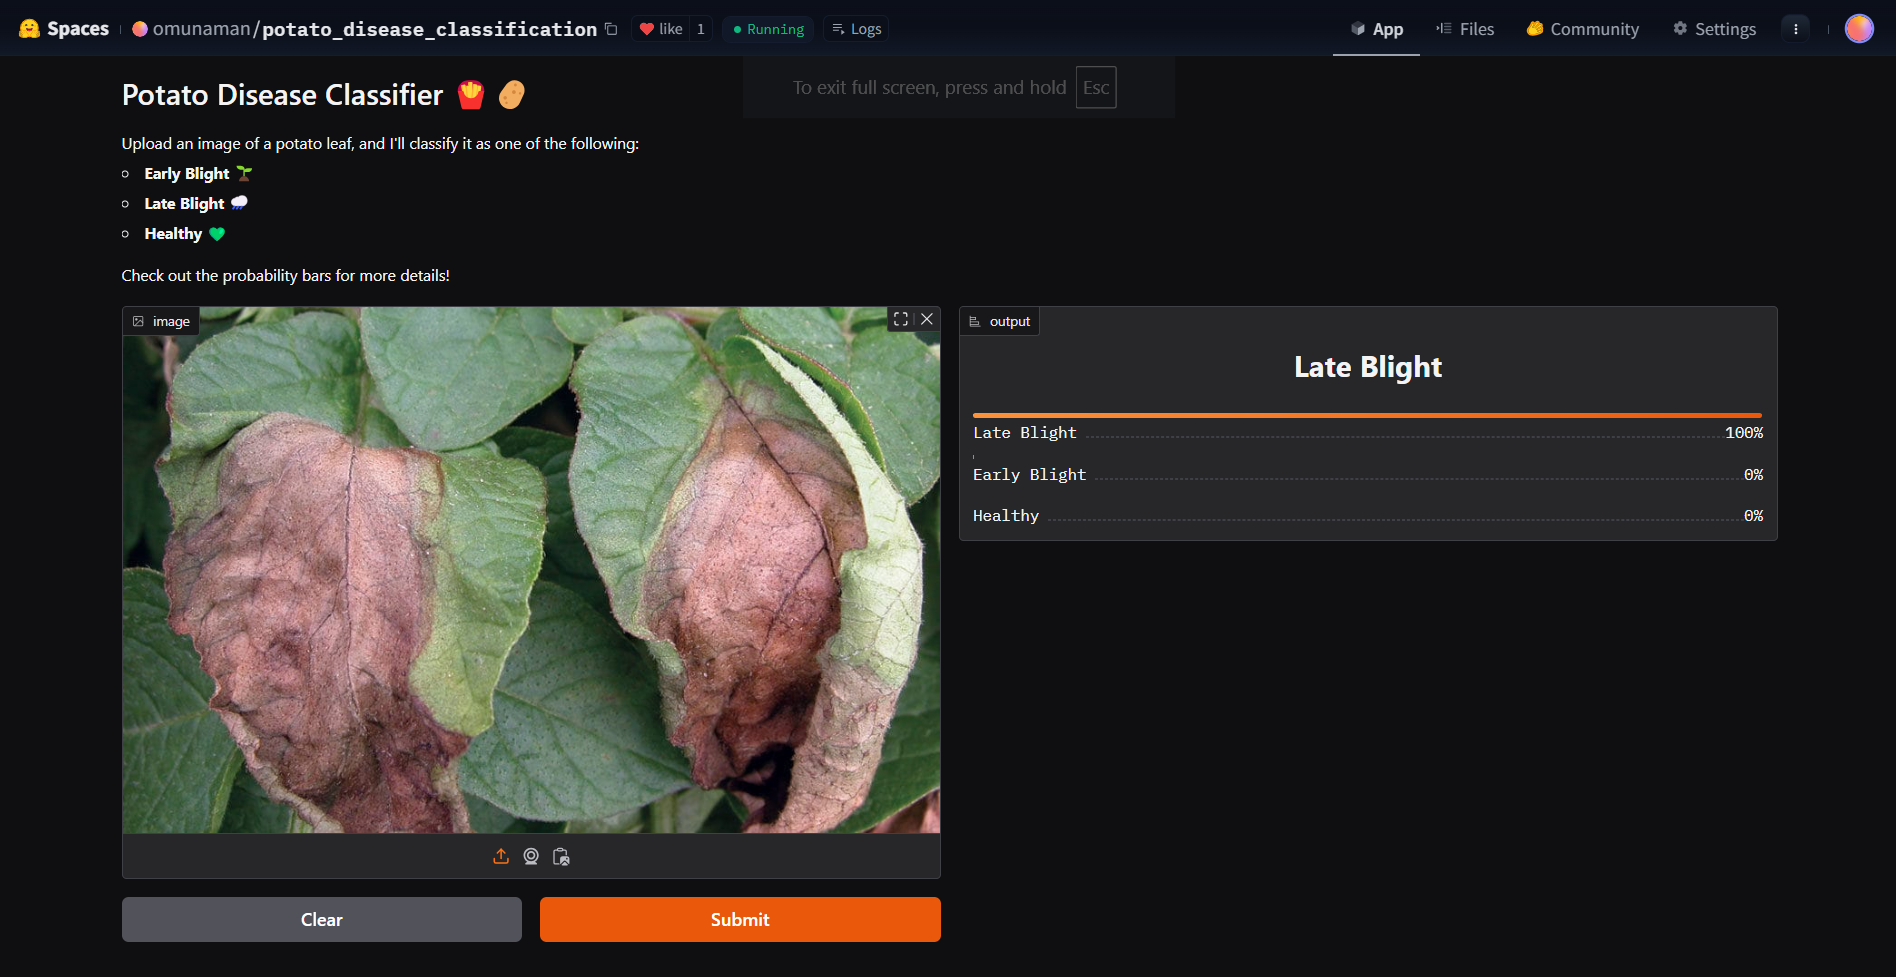 Spaces
omunaman/potato_disease_classification
like 1
Running
Logs
App
Files
Community
Settings
To exit full screen, press and hold Esc
Potato Disease Classifier 🍟 🥔
Upload an image of a potato leaf, and I'll classify it as one of the following:
Early Blight 🌱
Late Blight 🌧️
Healthy 💚
Check out the probability bars for more details!
image
output
Late Blight
Late Blight 100%
Early Blight 0%
Healthy 0%
Clear
Submit